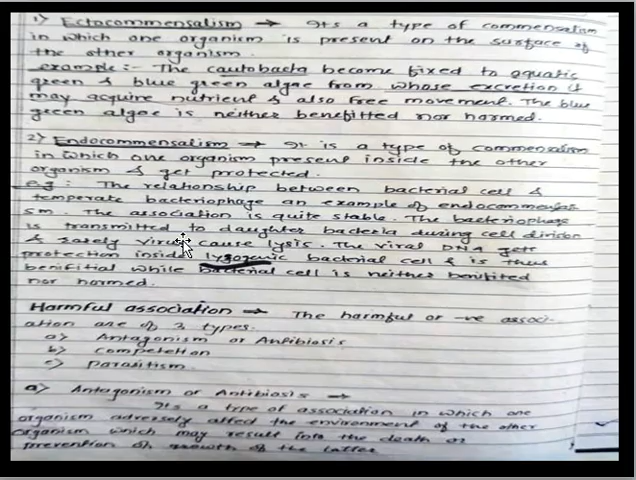 1) Ectocommensalism → Its a type of commensalism
in which one organism is present on the surface of
the other organism.
example:- The cautobacta become fixed to aquatic
green & blue green algae from whose excretion it
may acquire nutrient & also free movement. The blue
green algae is neither benefitted nor harmed.
2) Endocommensalism → It is a type of commensalism
in which one organism present inside the other
organism & get protected.
e.g : The relationship between bacterial cell &
temperate bacteriophage an example of endocommensali
sm. The association is quite stable. The bacteriophage
is transmitted to daughter bacteria during cell division
& rarely virus cause lysis. The viral DNA gets
protection inside lysogenic bacterial cell & is thus
benifitial while bacterial cell is neither benifited
nor harmed.
Harmful association → The harmful or -ve associ-
ation are of 3 types.
a) Antagonism or Antibiosis
b) competetion
c) parasitism.
a) Antagonism or Antibiosis →
Its a type of association in which one
organism adversely affed the environment of the other
organism which may result into the death or
prevention of growth of the latter